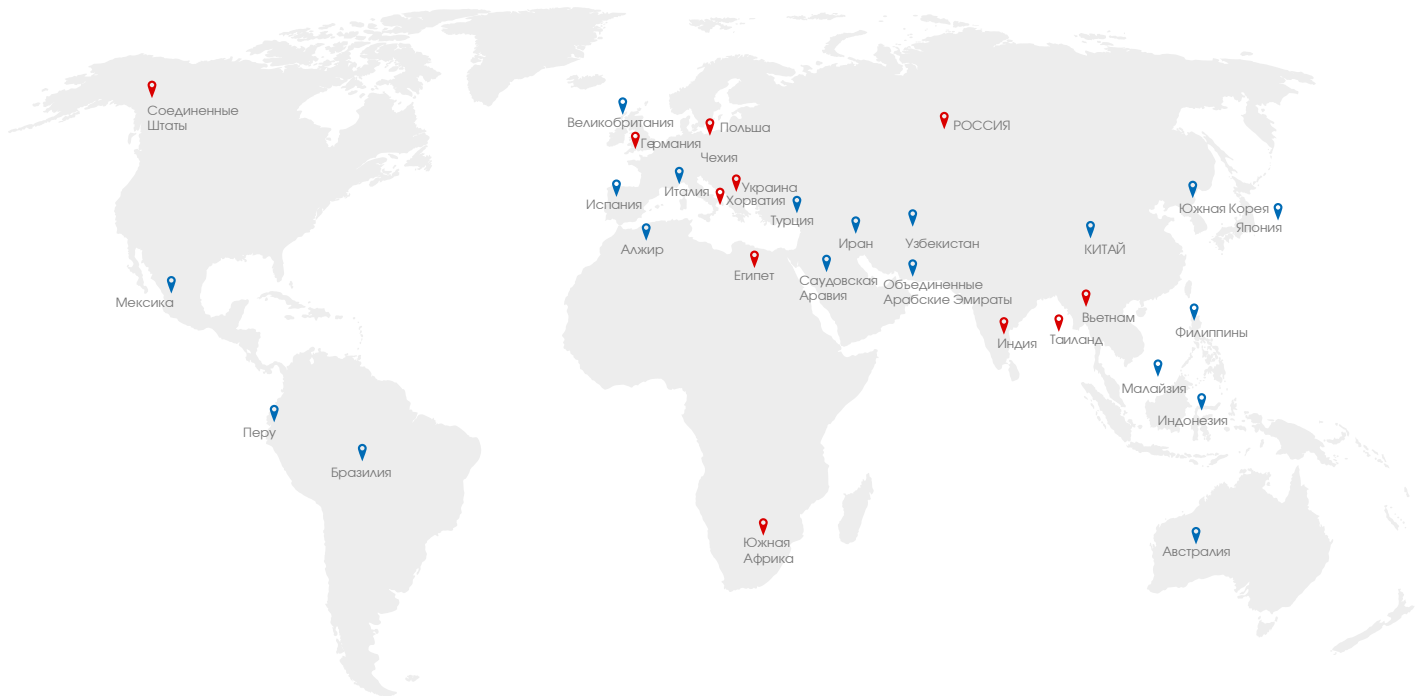 Соединенные
Штаты
Великобритания
Польша
РОССИЯ
Германия
Чехия
Италия
Украина
Хорватия
Испания
Турция
Южная Корея
Япония
Алжир
Иран
Узбекистан
КИТАЙ
Египет
Саудовская
Аравия
Объединенные
Арабские Эмираты
Мексика
Вьетнам
Индия
Таиланд
Филиппины
Малайзия
Индонезия
Перу
Бразилия
Южная
Африка
Австралия